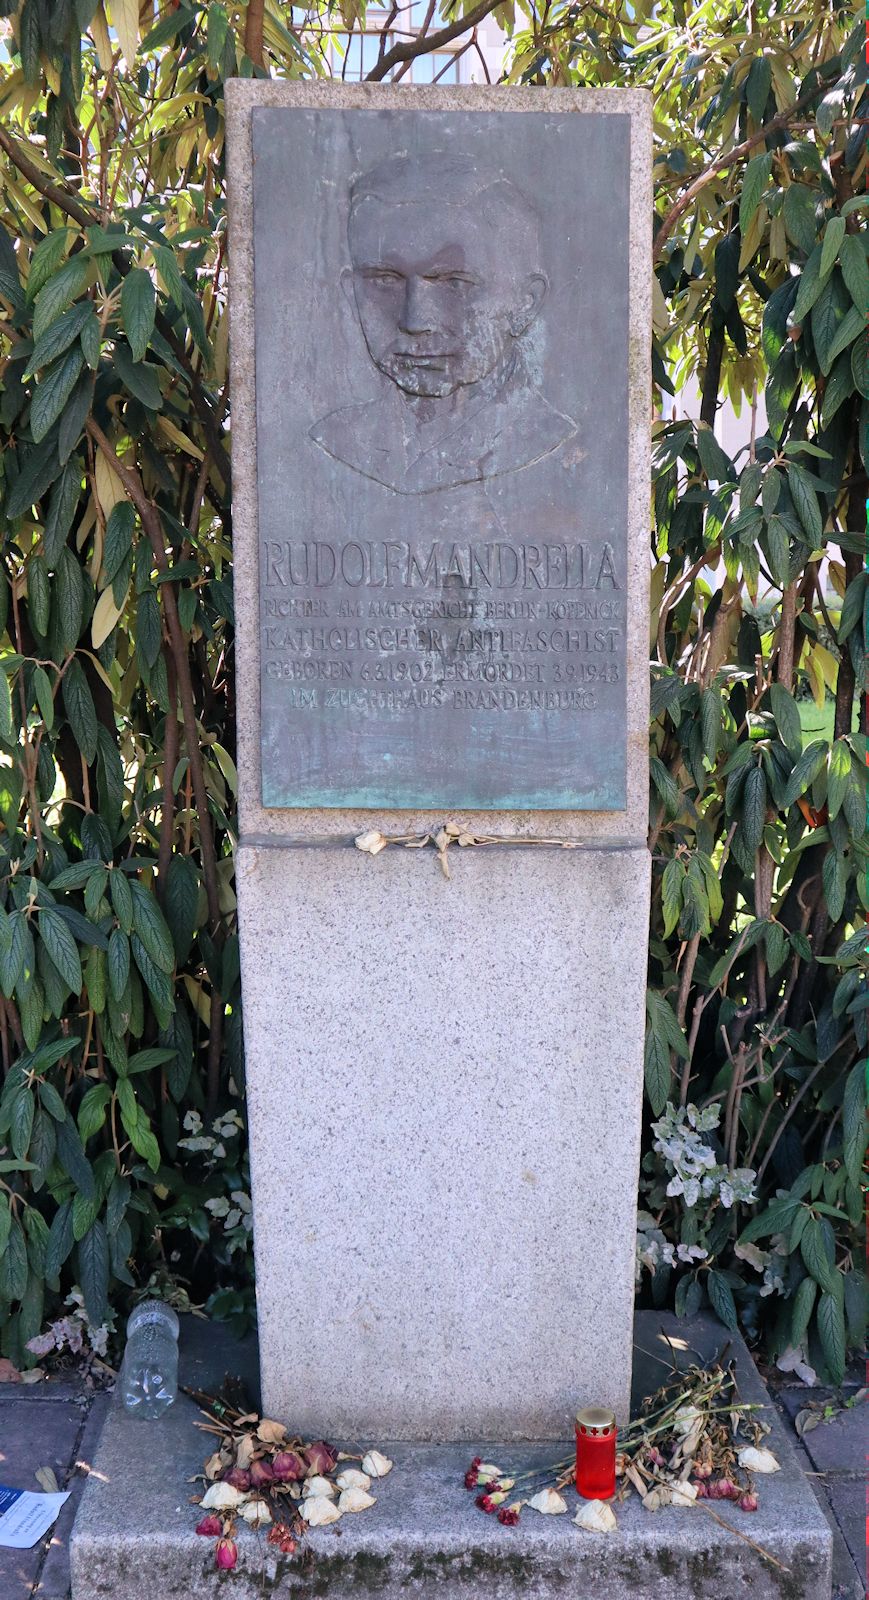 RUDOLF MANDRELLA
RICHTER AM AMTSGERICHT BERLIN-KÖPENICK
KATHOLISCHER ANTIFASCHIST
GEBOREN 6.3.1902, ERMORDET 3.9.1943
IM ZUCHTHAUS BRANDENBURG